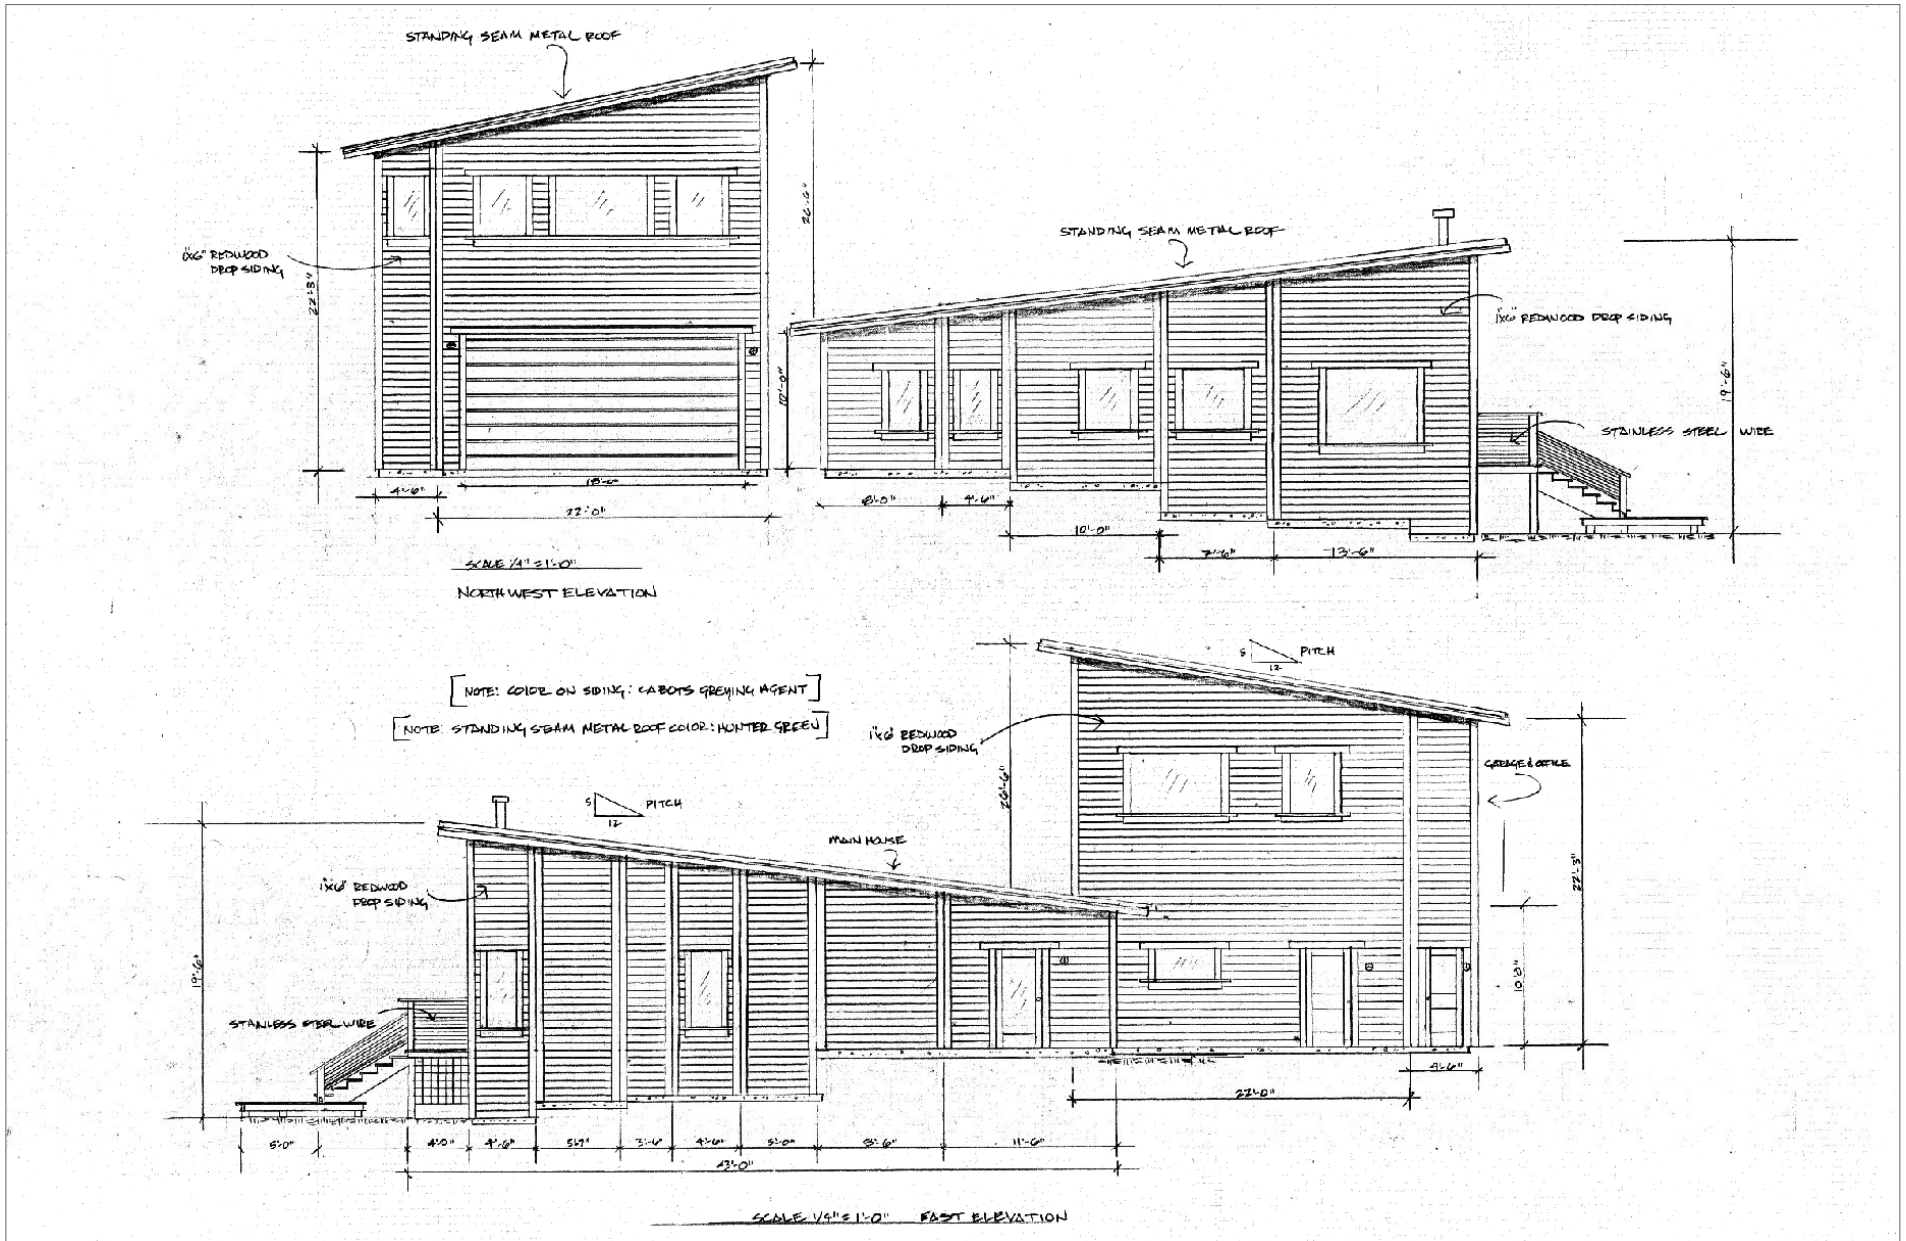 STANDING SEAM METAL ROOF
26'-6"
1x6" REDWOOD
DROP SIDING
22'-3"
4'-6"
18'-0"
22'-0"
SCALE 1/4" = 1'-0"
NORTHWEST ELEVATION
STANDING SEAM METAL ROOF
1x6" REDWOOD DROP SIDING
10'-0"
19'-6"
STAINLESS STEEL WIRE
8'-0"
4'-6"
10'-0"
7'-6"
13'-6"
[NOTE: COLOR ON SIDING: CABOTS GREYING AGENT]
[NOTE: STANDING SEAM METAL ROOF COLOR: HUNTER GREEN]
5
12
PITCH
1x6" REDWOOD
DROP SIDING
26'-6"
GARAGE & OFFICE
22'-3"
10'-0"
5
12
PITCH
MAIN HOUSE
1x6" REDWOOD
DROP SIDING
19'-6"
STAINLESS STEEL WIRE
4'-6"
22'-0"
5'-0"
4'-0"
4'-6"
3'-6"
4'-6"
5'-0"
8'-6"
11'-6"
43'-0"
SCALE 1/4" = 1'-0" EAST ELEVATION